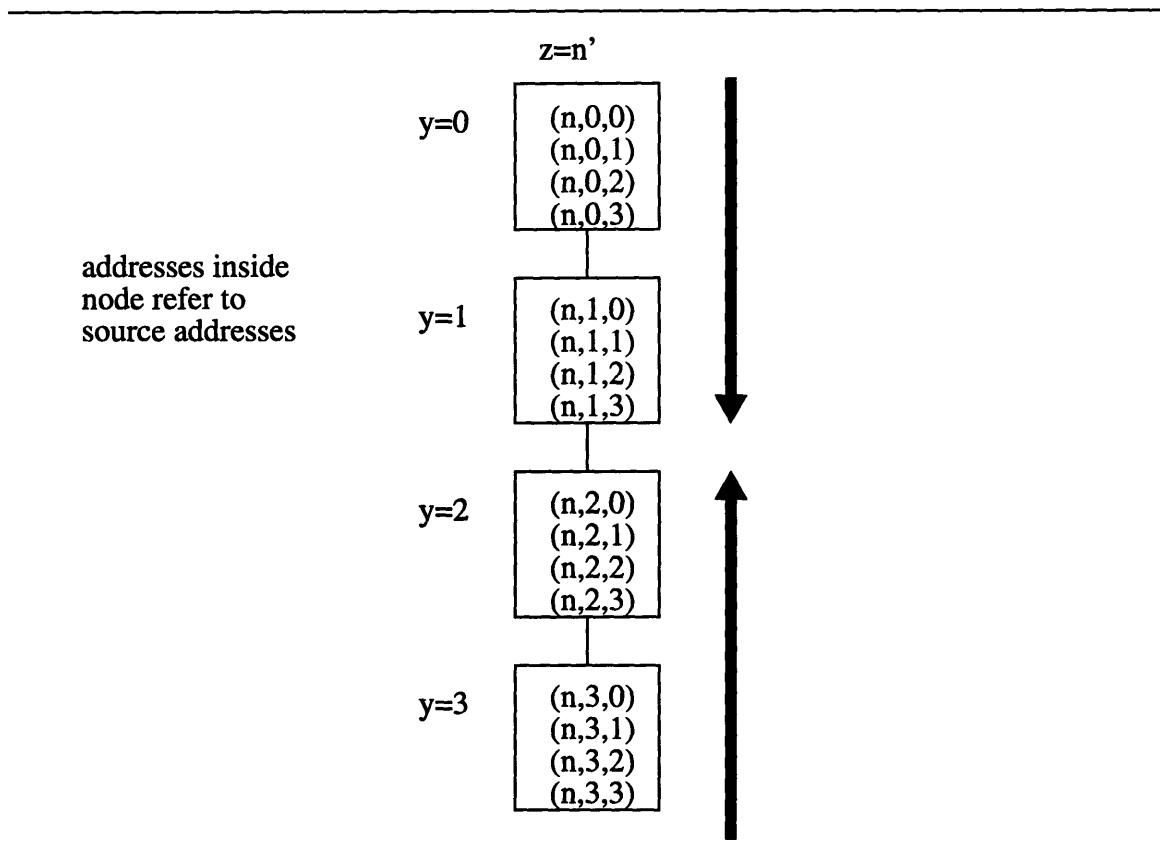 z=n’
y=0
(n,0,0)
(n,0,1)
(n,0,2)
(n,0,3)
addresses inside
node refer to
source addresses
y=1
(n,1,0)
(n,1,1)
(n,1,2)
(n,1,3)
y=2
(n,2,0)
(n,2,1)
(n,2,2)
(n,2,3)
y=3
(n,3,0)
(n,3,1)
(n,3,2)
(n,3,3)